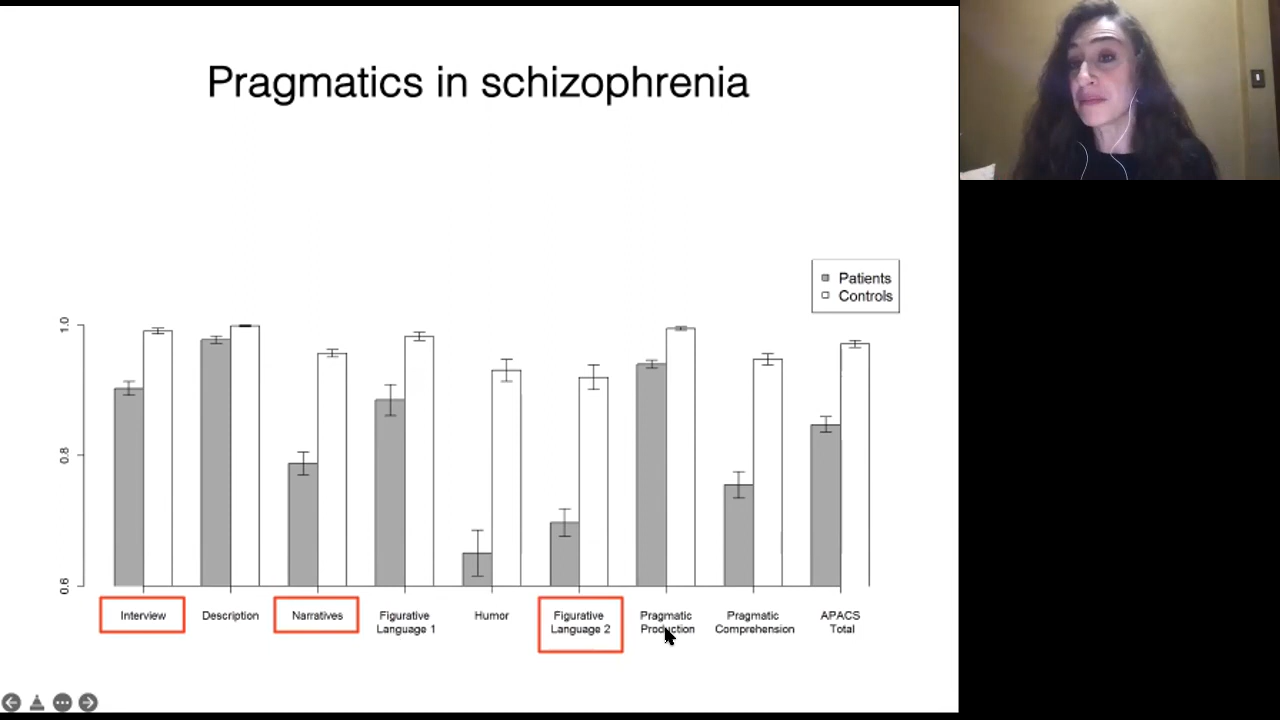 Pragmatics in schizophrenia
Patients
Controls
1.0
0.8
0.6
Interview
Description
Narratives
Figurative
Language 1
Humor
Figurative
Language 2
Pragmatic
Production
Pragmatic
Comprehension
APACS
Total